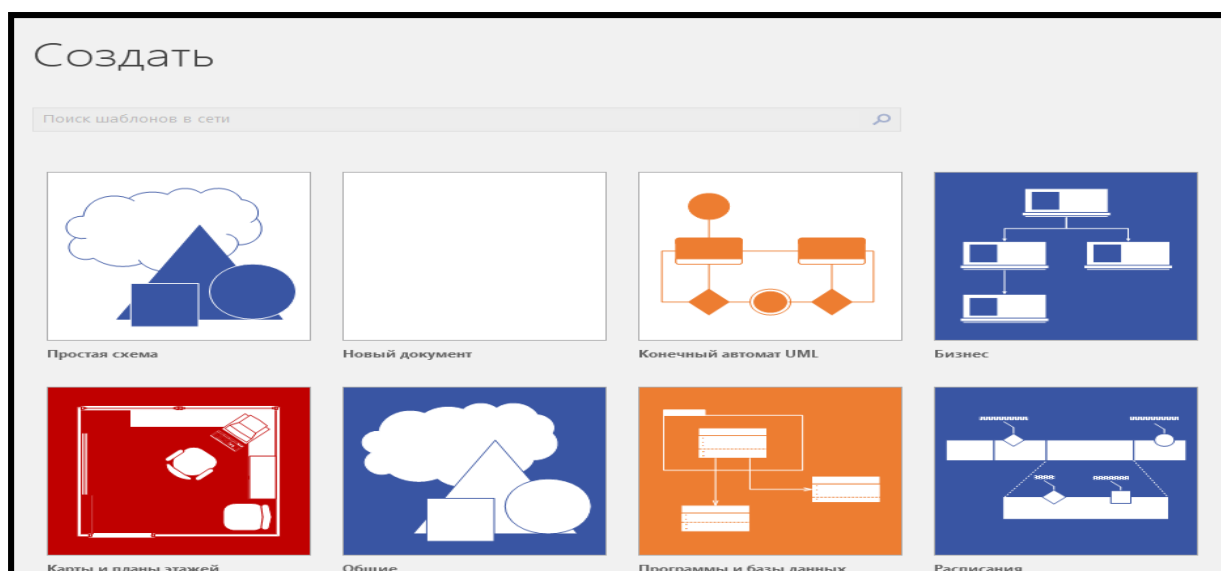 Создать
Поиск шаблонов в сети
Простая схема
Новый документ
Конечный автомат UML
Бизнес
Карты и планы этажей
Общие
Программы и базы данных
Расписания